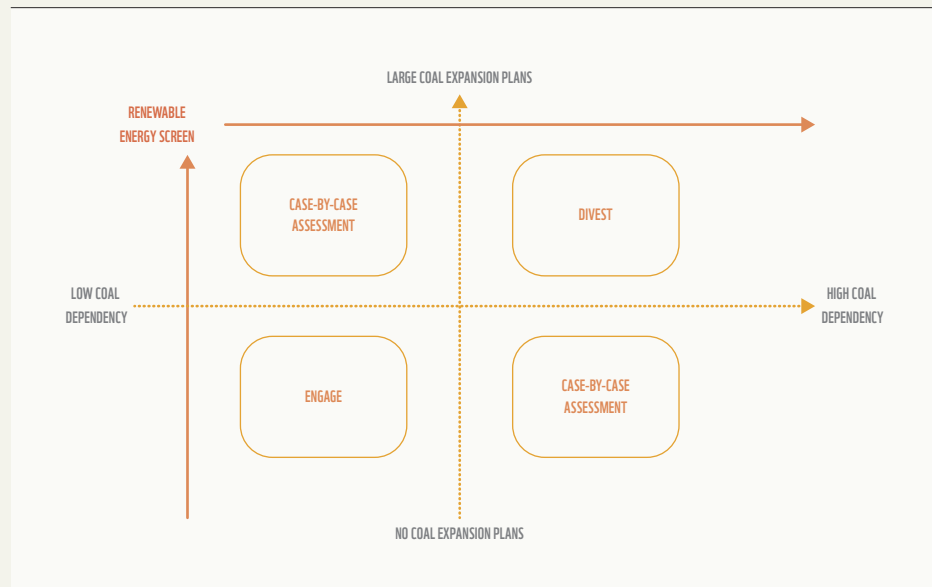 LARGE COAL EXPANSION PLANS
RENEWABLE
ENERGY SCREEN
CASE-BY-CASE
ASSESSMENT
DIVEST
LOW COAL
DEPENDENCY
HIGH COAL
DEPENDENCY
ENGAGE
CASE-BY-CASE
ASSESSMENT
NO COAL EXPANSION PLANS